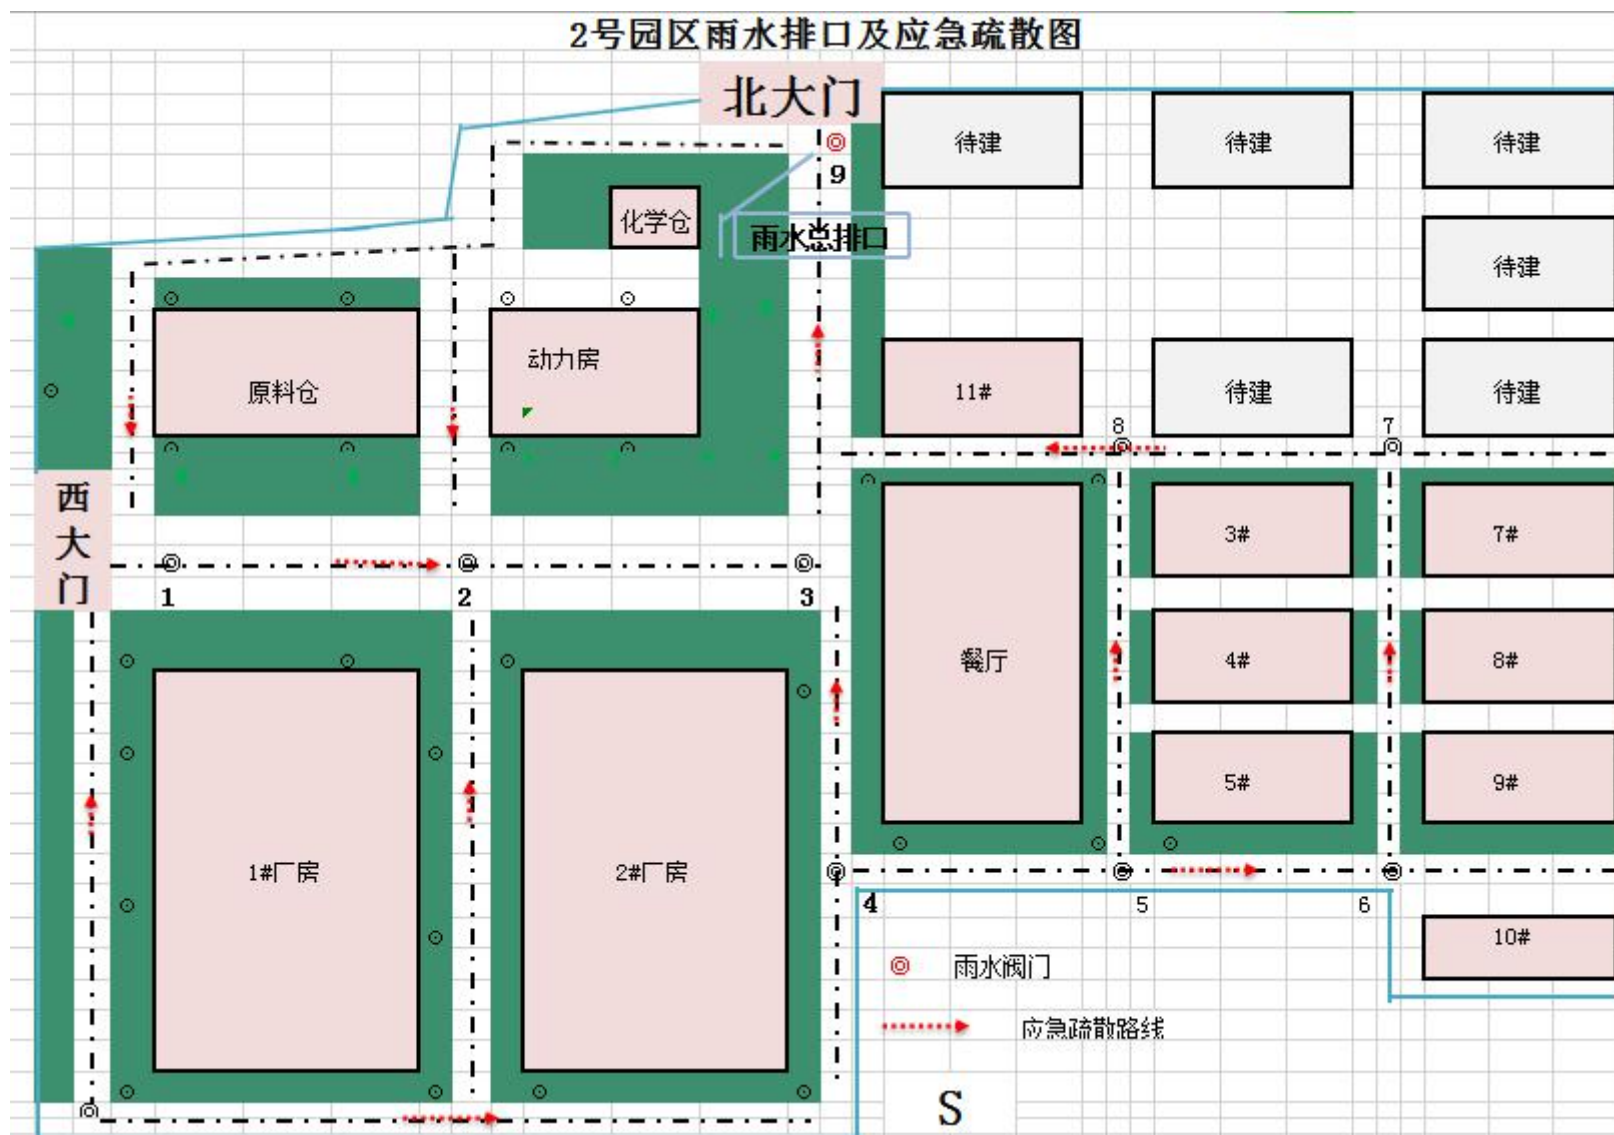 2号园区雨水排口及应急疏散图
北大门
待建
待建
待建
9
化学仓
雨水总排口
待建
动力房
原料仓
11#
待建
待建
8
7
西大门
3#
7#
1
2
3
餐厅
4#
8#
5#
9#
1#厂房
2#厂房
4
5
6
10#
雨水阀门
应急疏散路线
S